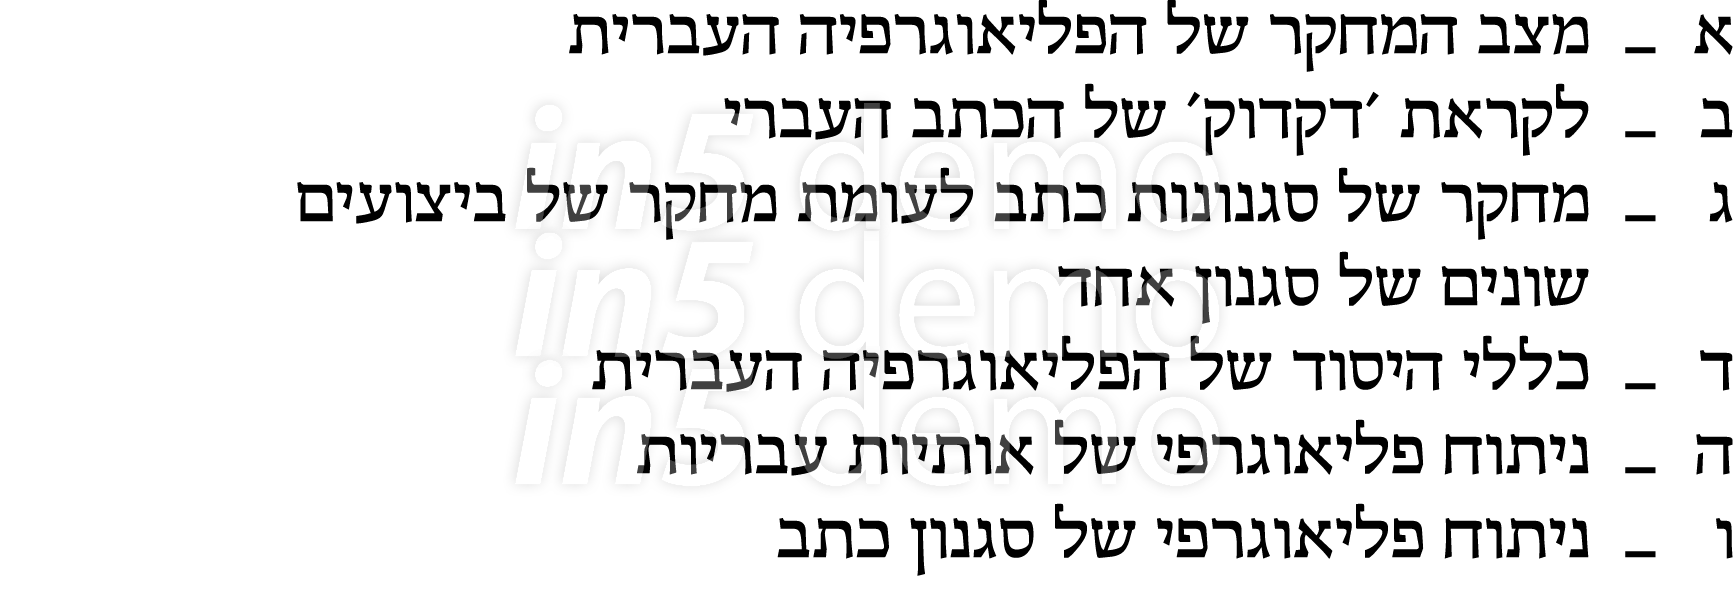 א – מצב המחקר של הפליאוגרפיה העברית
ב – לקראת ׳דקדוק׳ של הכתב העברי
ג – מחקר של סגנונות כתב לעומת מחקר של ביצועים
שונים של סגנון אחד
ד – כללי היסוד של הפליאוגרפיה העברית
ה – ניתוח פליאוגרפי של אותיות עבריות
ו – ניתוח פליאוגרפי של סגנון כתב
in5 demo
in5 demo
in5 demo